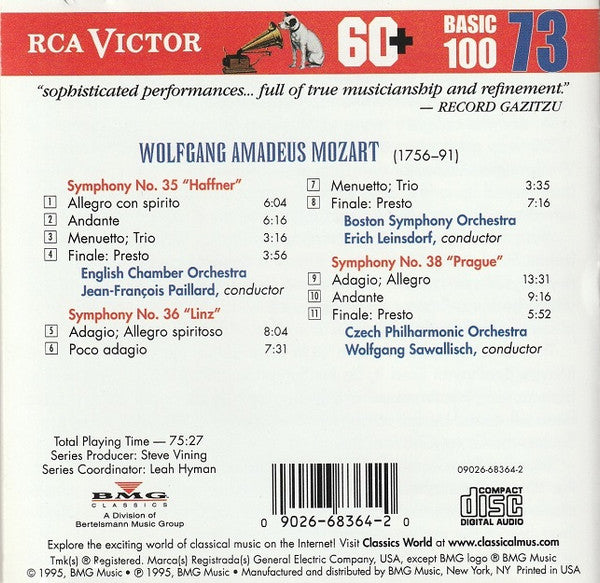 RCA VICTOR
60+
BASIC 100 73
"sophisticated performances... full of true musicianship and refinement."
— RECORD GAZITZU
WOLFGANG AMADEUS MOZART (1756–91)
Symphony No. 35 "Haffner"
1 Allegro con spirito 6:04
2 Andante 6:16
3 Menuetto; Trio 3:16
4 Finale: Presto 3:56
English Chamber Orchestra
Jean-François Paillard, conductor
Symphony No. 36 "Linz"
5 Adagio; Allegro spiritoso 8:04
6 Poco adagio 7:31
7 Menuetto; Trio 3:35
8 Finale: Presto 7:16
Boston Symphony Orchestra
Erich Leinsdorf, conductor
Symphony No. 38 "Prague"
9 Adagio; Allegro 13:31
10 Andante 9:16
11 Finale: Presto 5:52
Czech Philharmonic Orchestra
Wolfgang Sawallisch, conductor
Total Playing Time — 75:27
Series Producer: Steve Vining
Series Coordinator: Leah Hyman
BMG
CLASSICS
A Division of
Bertelsmann Music Group
0 09026-68364-2 0
09026-68364-2
COMPACT
disc
DIGITAL AUDIO
Explore the exciting world of classical music on the Internet! Visit Classics World at www.classicalmus.com
Tmk(s) ® Registered. Marca(s) Registrada(s) General Electric Company, USA, except BMG logo ® BMG Music
© 1995, BMG Music • ℗ 1995, BMG Music • Manufactured and distributed by BMG Music, New York, NY • Printed in USA